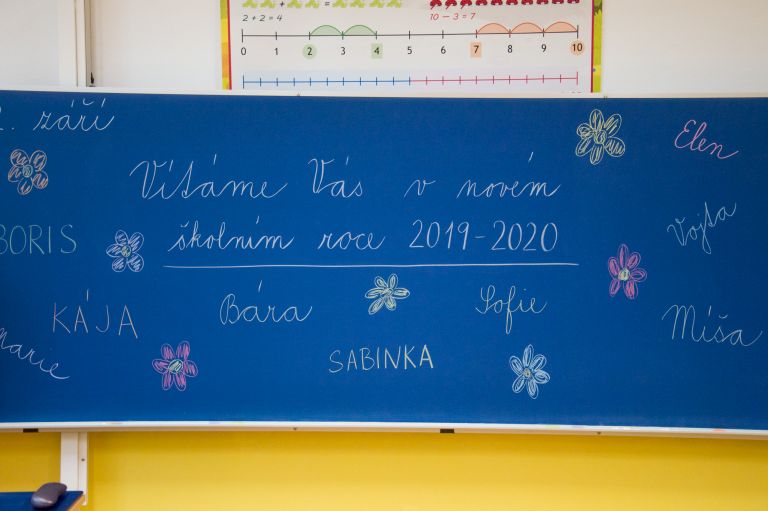 2 + 2 = 4
10 − 3 = 7
0 1 2 3 4 5 6 7 8 9 10
. září
Elen
Vítáme Vás v novém
školním roce 2019-2020
BORIS
Vojta
KÁJA
Bára
Sofie
Míša
marie
SABINKA